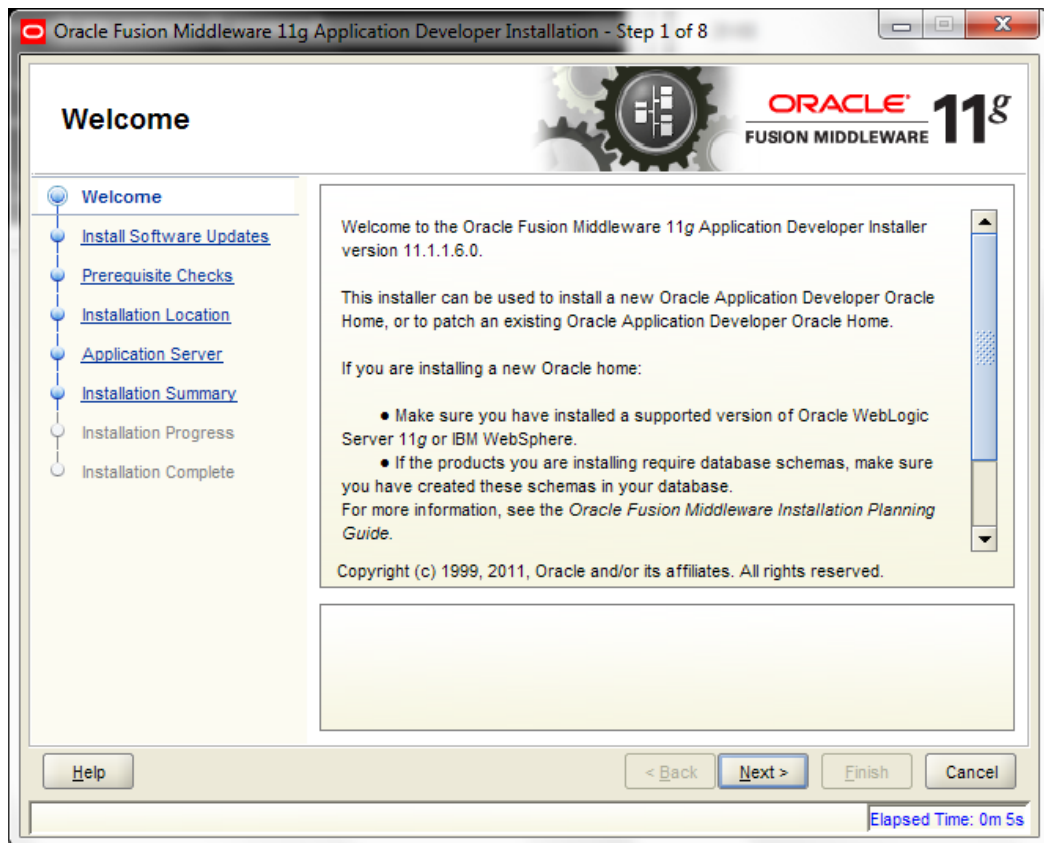 Oracle Fusion Middleware 11g Application Developer Installation - Step 1 of 8
Welcome
ORACLE®
FUSION MIDDLEWARE 11g
Welcome
Install Software Updates
Prerequisite Checks
Installation Location
Application Server
Installation Summary
Installation Progress
Installation Complete
Welcome to the Oracle Fusion Middleware 11g Application Developer Installer
version 11.1.1.6.0.
This installer can be used to install a new Oracle Application Developer Oracle
Home, or to patch an existing Oracle Application Developer Oracle Home.
If you are installing a new Oracle home:
● Make sure you have installed a supported version of Oracle WebLogic
Server 11g or IBM WebSphere.
● If the products you are installing require database schemas, make sure
you have created these schemas in your database.
For more information, see the Oracle Fusion Middleware Installation Planning
Guide.
Copyright (c) 1999, 2011, Oracle and/or its affiliates. All rights reserved.
Help
< Back
Next >
Finish
Cancel
Elapsed Time: 0m 5s